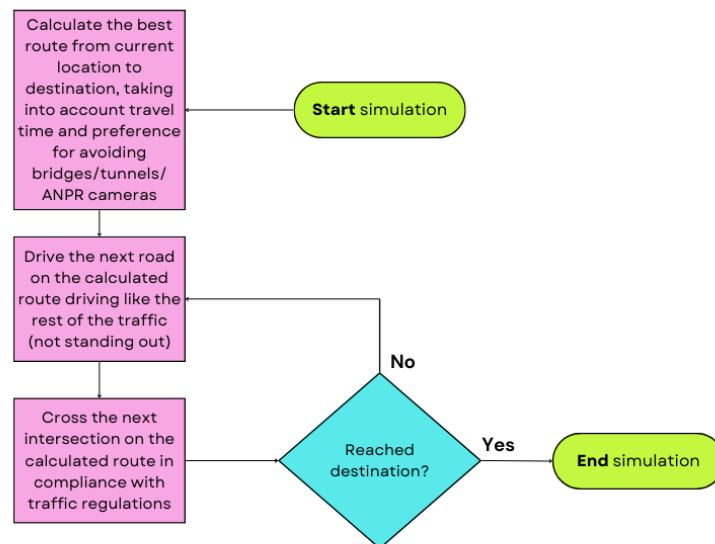 Calculate the best
route from current
location to
destination, taking
into account travel
time and preference
for avoiding
bridges/tunnels/
ANPR cameras
Start simulation
Drive the next road
on the calculated
route driving like the
rest of the traffic
(not standing out)
No
Cross the next
intersection on the
calculated route in
compliance with
traffic regulations
Reached
destination?
Yes
End simulation